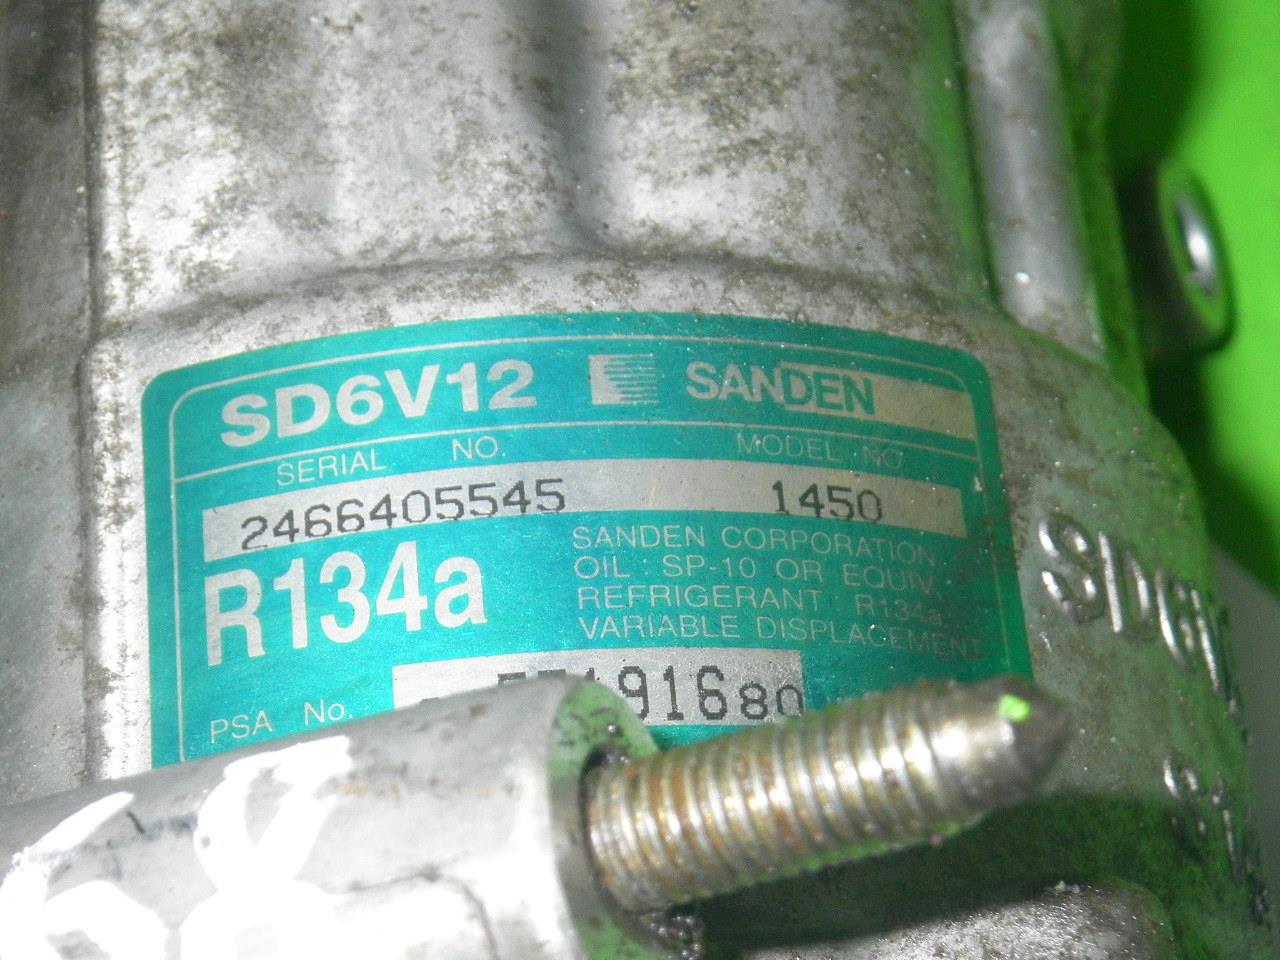 SD6V12 SANDEN
SERIAL NO. MODEL NO.
2466405545 1450
R134a
SANDEN CORPORATION
OIL : SP-10 OR EQUIV.
REFRIGERANT : R134a
VARIABLE DISPLACEMENT
PSA No.